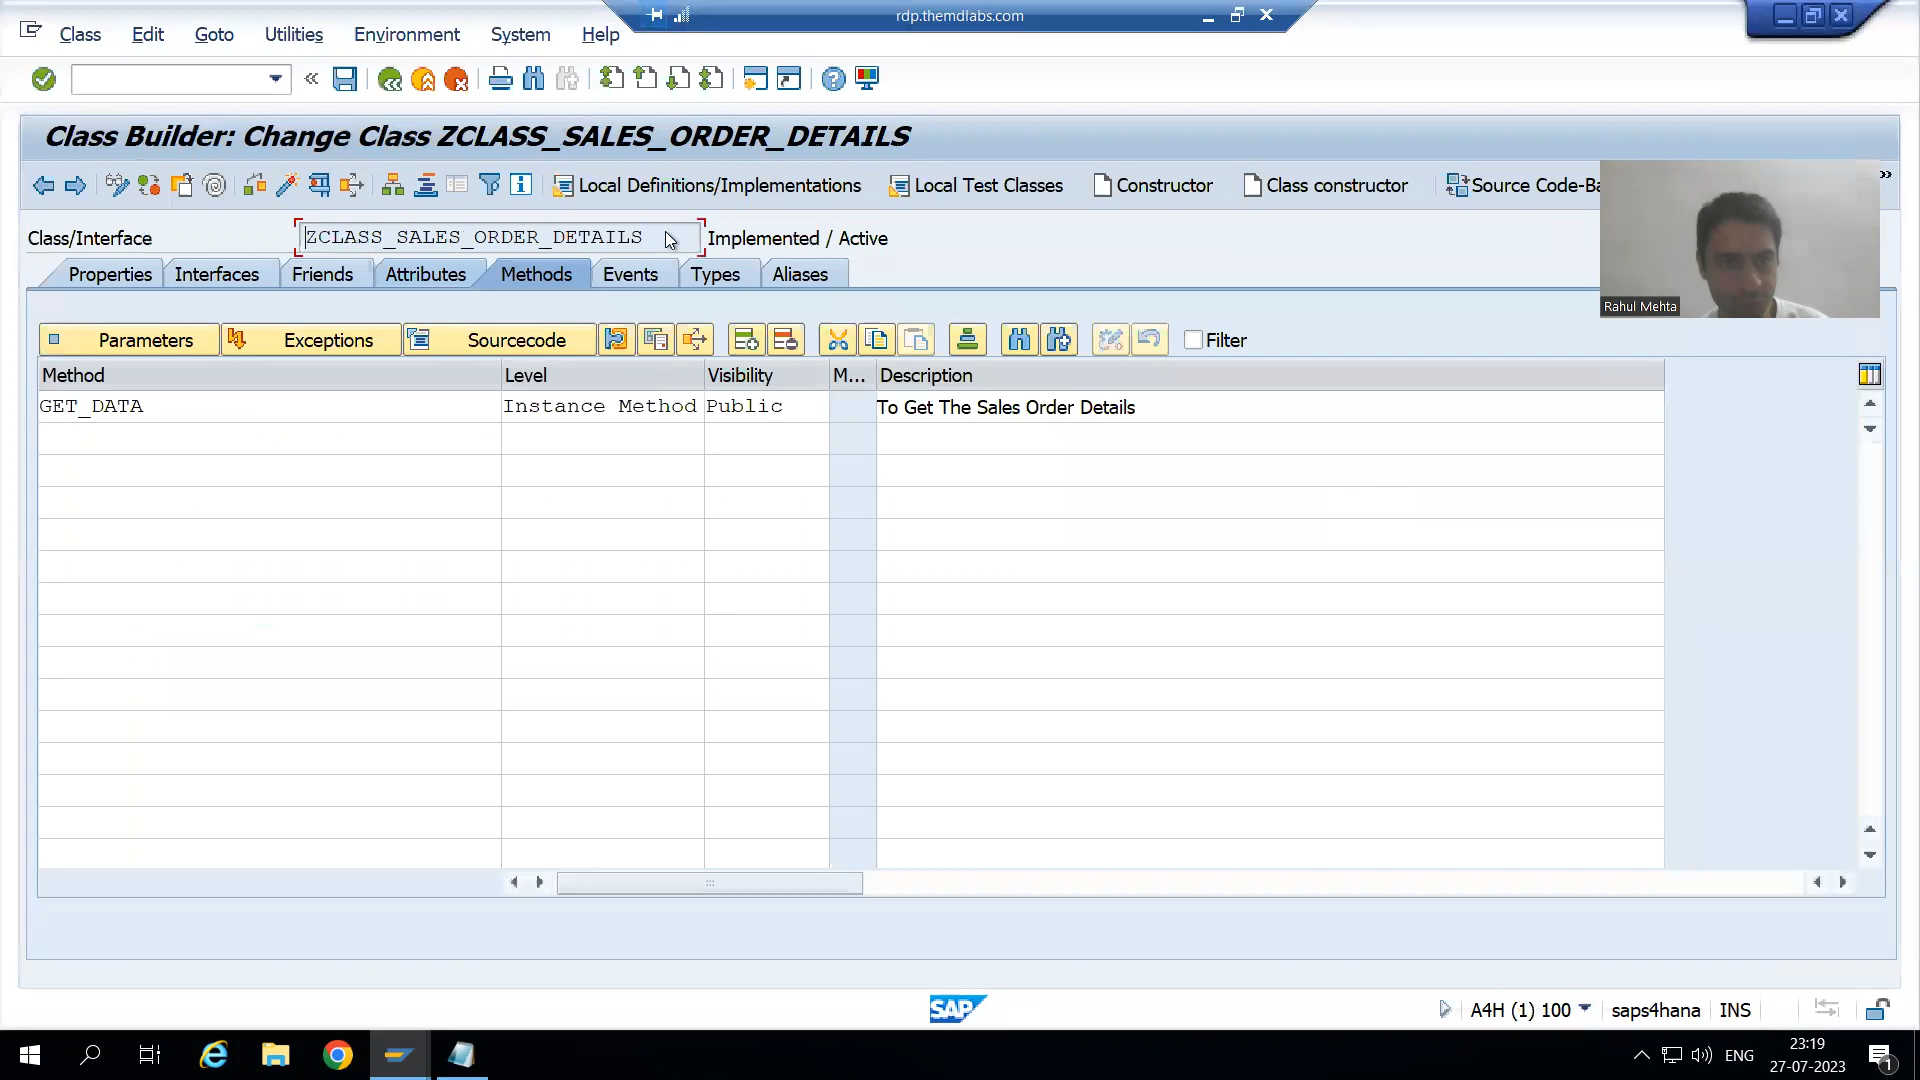 rdp.themdlabs.com
Class Edit Goto Utilities Environment System Help
Class Builder: Change Class ZCLASS_SALES_ORDER_DETAILS
Local Definitions/Implementations Local Test Classes Constructor Class constructor Source Code-Ba
Class/Interface ZCLASS_SALES_ORDER_DETAILS Implemented / Active
Properties Interfaces Friends Attributes Methods Events Types Aliases
Rahul Mehta
Parameters Exceptions Sourcecode Filter
Method Level Visibility M... Description
GET_DATA Instance Method Public To Get The Sales Order Details
SAP A4H (1) 100 saps4hana INS
23:19
ENG
27-07-2023
1